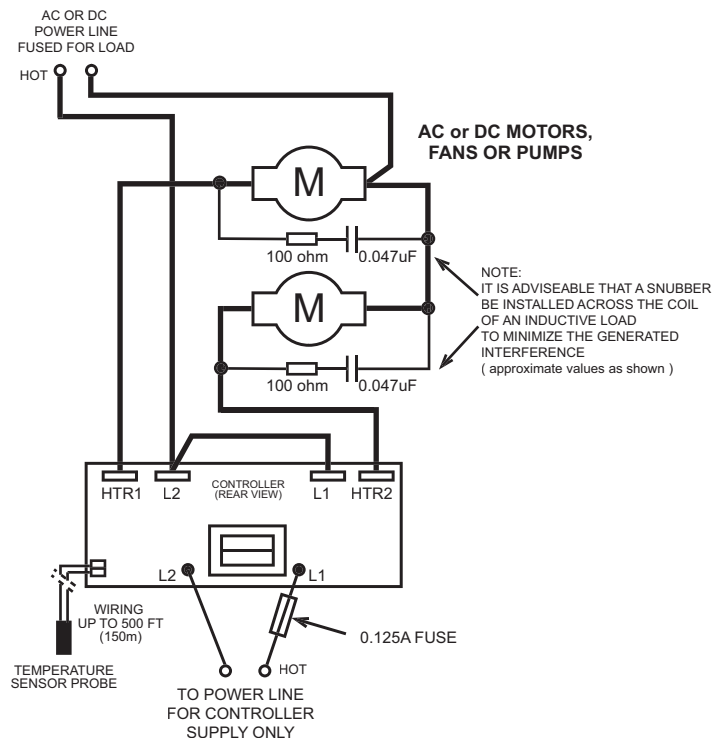 AC OR DC
POWER LINE
FUSED FOR LOAD
HOT
AC or DC MOTORS,
FANS OR PUMPS
M
100 ohm
0.047uF
NOTE:
IT IS ADVISEABLE THAT A SNUBBER
BE INSTALLED ACROSS THE COIL
OF AN INDUCTIVE LOAD
TO MINIMIZE THE GENERATED
INTERFERENCE
( approximate values as shown )
M
100 ohm
0.047uF
HTR1
L2
CONTROLLER
(REAR VIEW)
L1
HTR2
L2
L1
WIRING
UP TO 500 FT
(150m)
0.125A FUSE
TEMPERATURE
SENSOR PROBE
HOT
TO POWER LINE
FOR CONTROLLER
SUPPLY ONLY